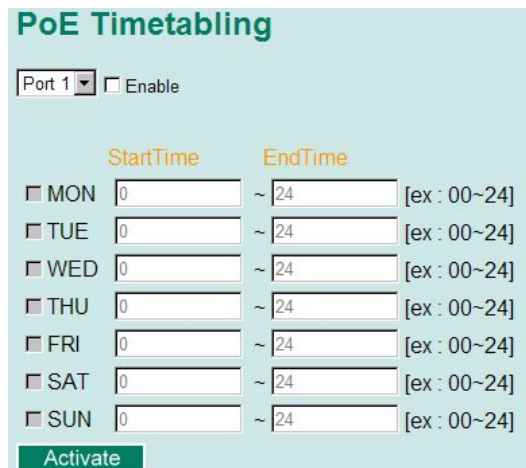 PoE Timetabling
Port 1 Enable
StartTime EndTime
MON 0 ~ 24 [ex : 00~24]
TUE 0 ~ 24 [ex : 00~24]
WED 0 ~ 24 [ex : 00~24]
THU 0 ~ 24 [ex : 00~24]
FRI 0 ~ 24 [ex : 00~24]
SAT 0 ~ 24 [ex : 00~24]
SUN 0 ~ 24 [ex : 00~24]
Activate